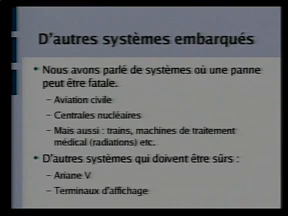 D'autres systèmes embarqués
• Nous avons parlé de systèmes où une panne
peut être fatale.
– Aviation civile
– Centrales nucléaires
– Mais aussi : trains, machines de traitement
médical (radiations) etc.
• D'autres systèmes qui doivent être sûrs :
– Ariane V
– Terminaux d'affichage